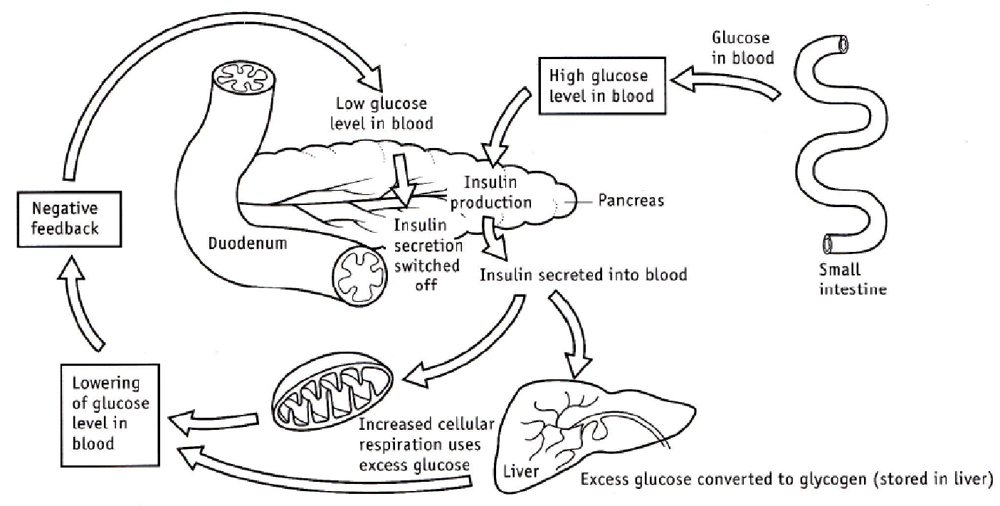 Glucose
in blood
High glucose
level in blood
Low glucose
level in blood
Insulin
production
Pancreas
Negative
feedback
Duodenum
Insulin
secretion
switched
off
Insulin secreted into blood
Small
intestine
Lowering
of glucose
level in
blood
Increased cellular
respiration uses
excess glucose
Liver
Excess glucose converted to glycogen (stored in liver)